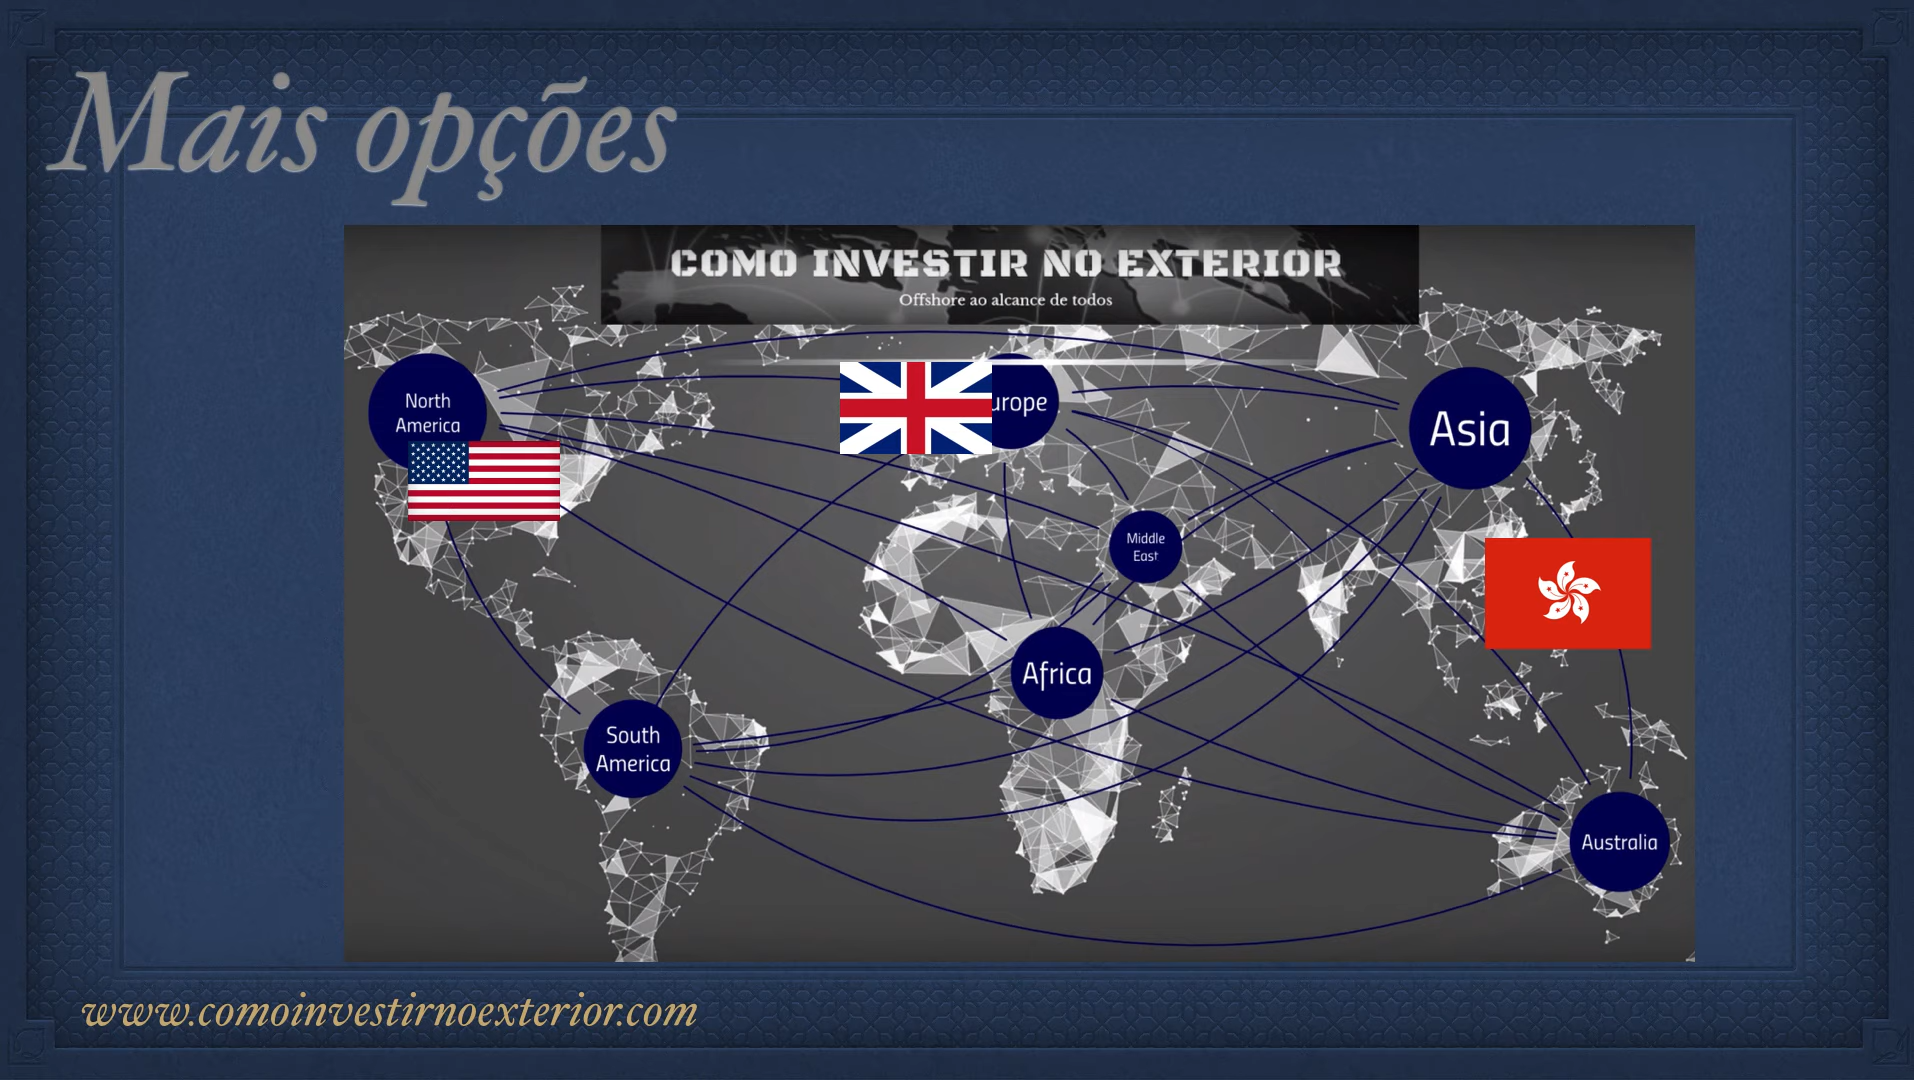 Mais opções
COMO INVESTIR NO EXTERIOR
Offshore ao alcance de todos
North
America
urope
Asia
Middle
East
Africa
South
America
Australia
www.comoinvestirnoexterior.com